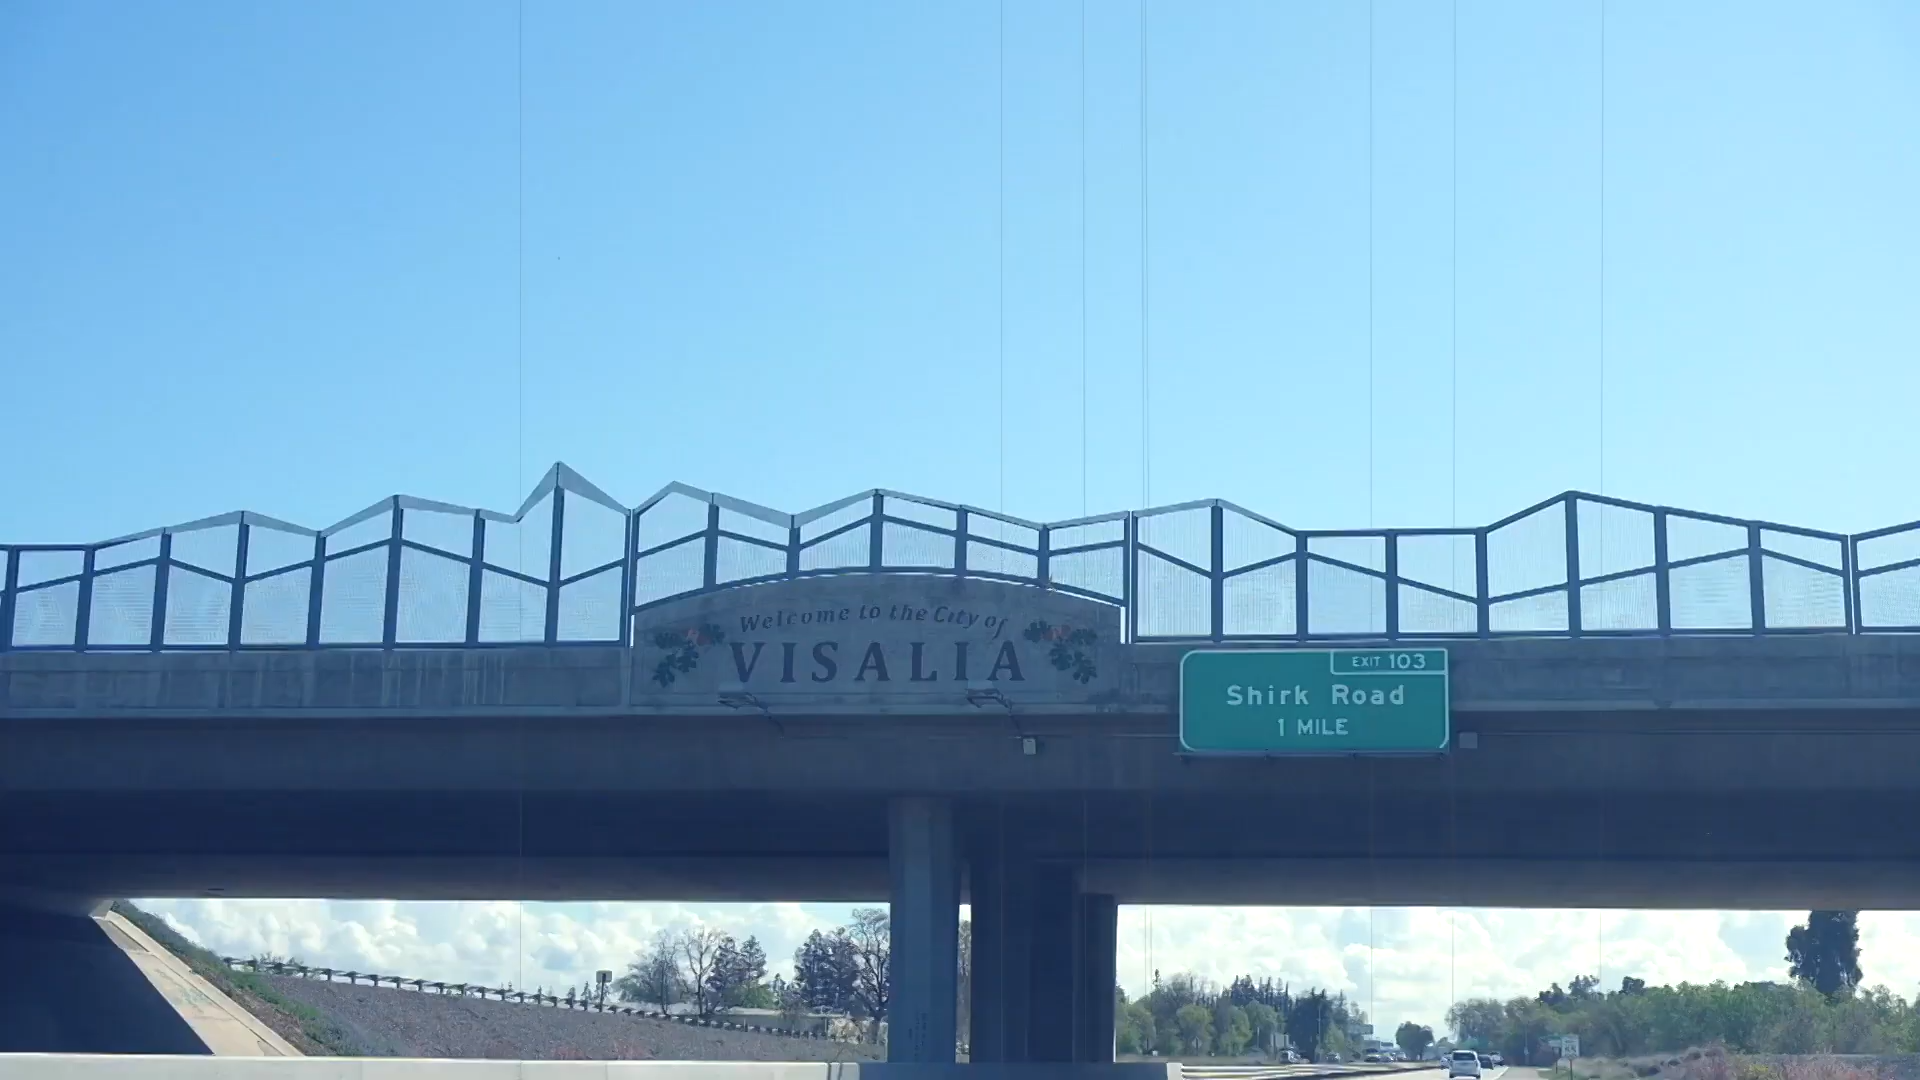 Welcome to the City of
VISALIA
EXIT 103
Shirk Road
1 MILE